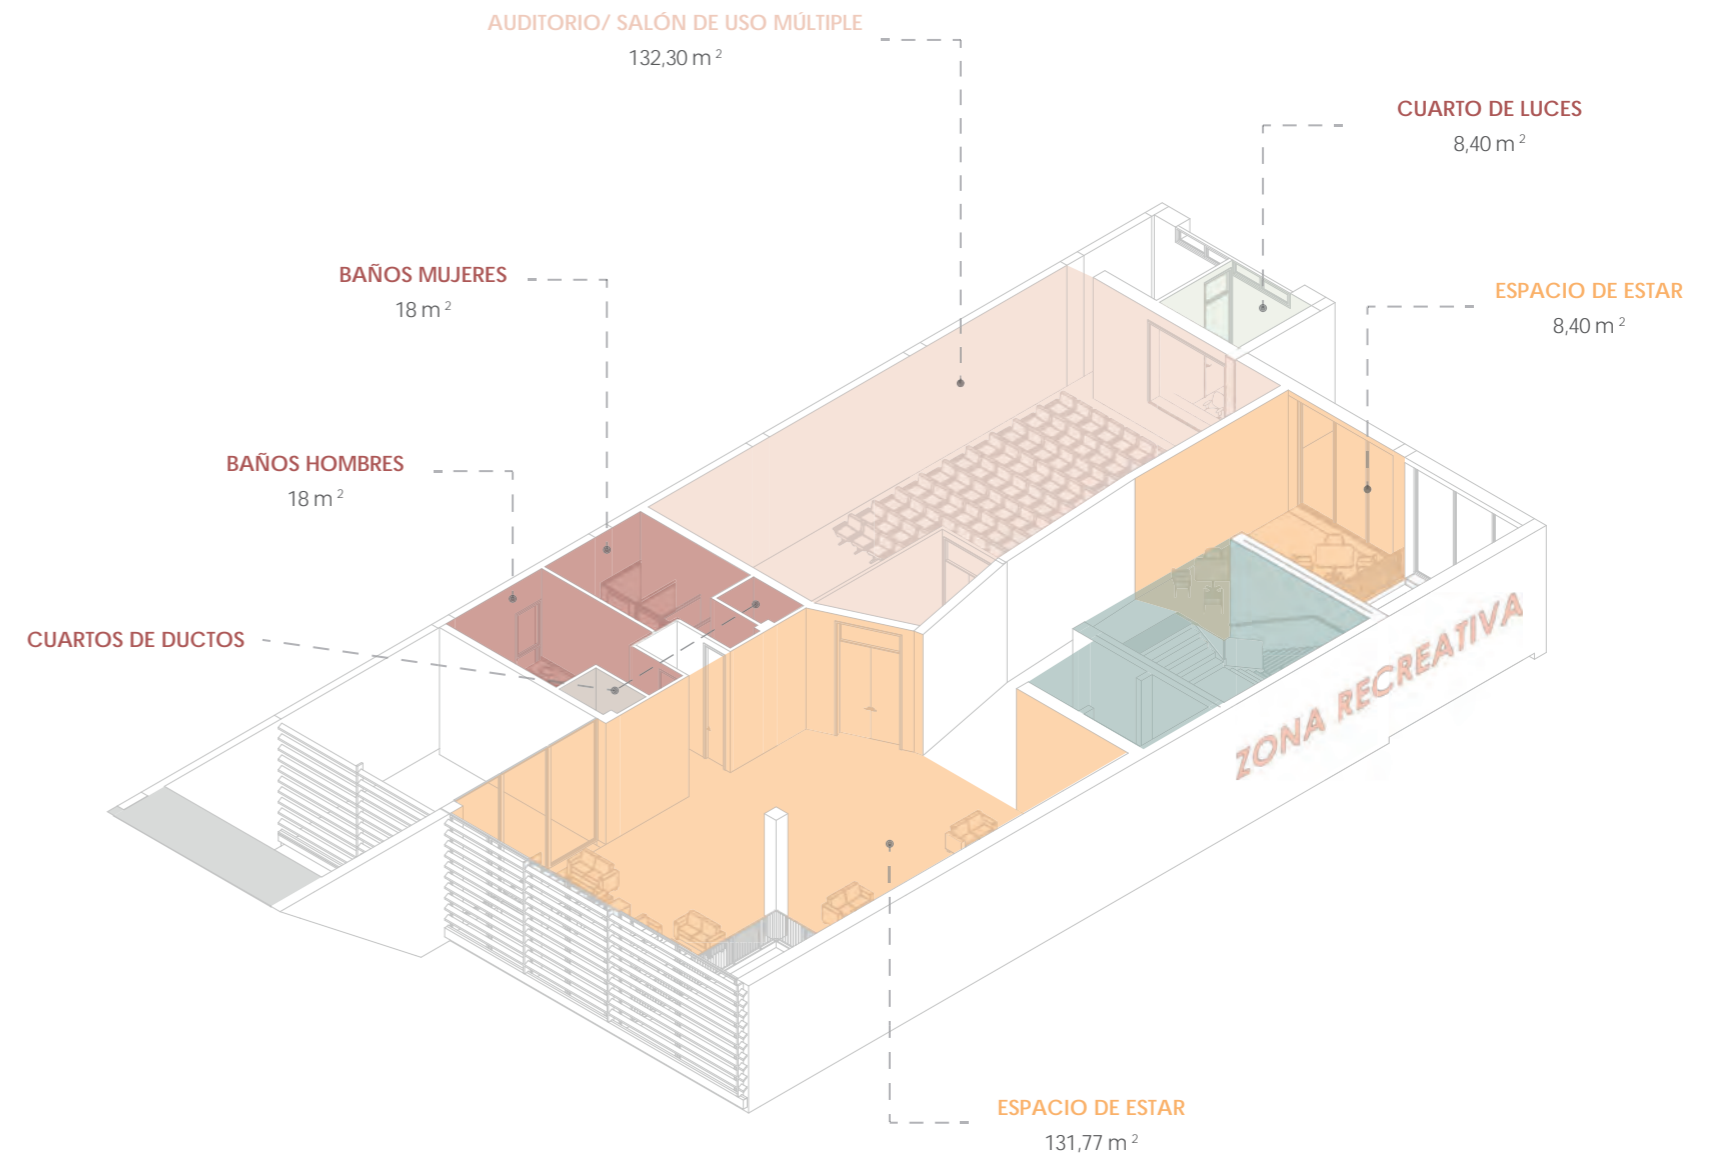 AUDITORIO/ SALÓN DE USO MÚLTIPLE
132,30 m²
CUARTO DE LUCES
8,40 m²
BAÑOS MUJERES
18 m²
ESPACIO DE ESTAR
8,40 m²
BAÑOS HOMBRES
18 m²
CUARTOS DE DUCTOS
ZONA RECREATIVA
ESPACIO DE ESTAR
131,77 m²